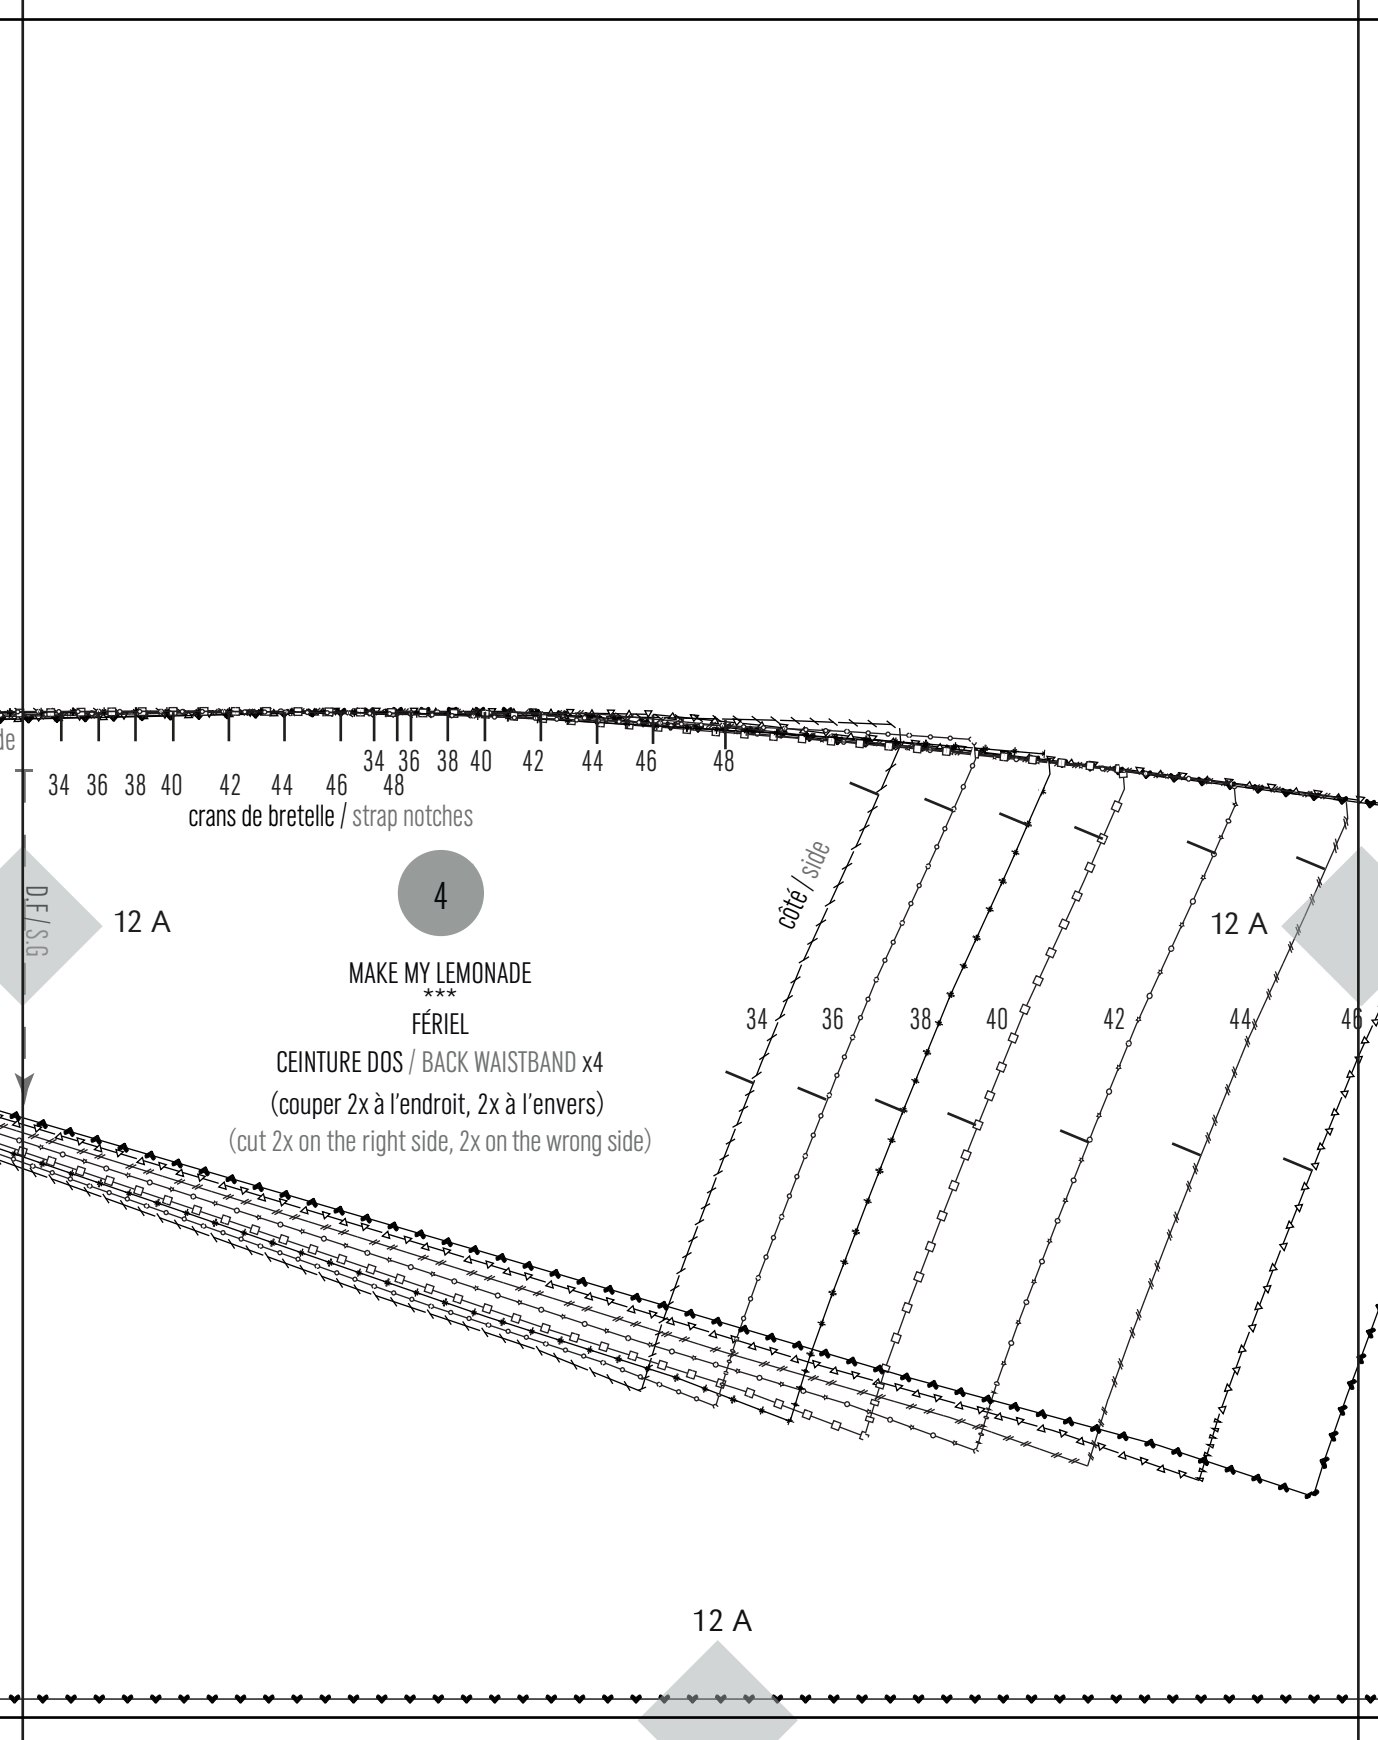 34 36 38 40 42 44 46 48
de
34 36 38 40 42 44 46 48
crans de bretelle / strap notches
D.F / S.G
12 A
4
côté / side
12 A
MAKE MY LEMONADE
***
FÉRIEL
CEINTURE DOS / BACK WAISTBAND x4
(couper 2x à l'endroit, 2x à l'envers)
(cut 2x on the right side, 2x on the wrong side)
34 36 38 40 42 44 46
12 A